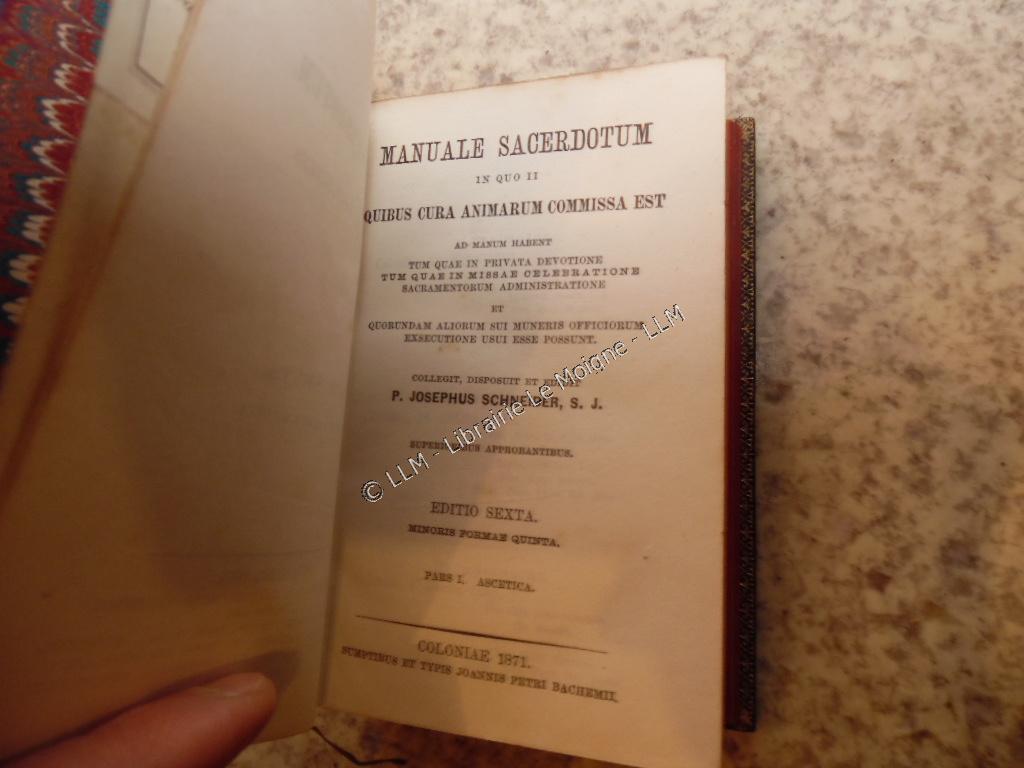 MANUALE SACERDOTUM
IN QUO II
QUIBUS CURA ANIMARUM COMMISSA EST
AD MANUM HABENT
TUM QUAE IN PRIVATA DEVOTIONE
TUM QUAE IN MISSAE CELEBRATIONE
SACRAMENTORUM ADMINISTRATIONE
ET
QUORUNDAM ALIORUM SUI MUNERIS OFFICIORUM
EXSECUTIONE USUI ESSE POSSUNT.
COLLEGIT, DISPOSUIT ET EDIDIT
P. JOSEPHUS SCHNEIDER, S. J.
SUPERIORIBUS APPROBANTIBUS.
EDITIO SEXTA.
MINORIS FORMAE QUINTA.
PARS I. ASCETICA.
COLONIAE 1871.
SUMPTIBUS ET TYPIS JOANNIS PETRI BACHEMII.
© LLM - Librairie Le Moigne - LLM